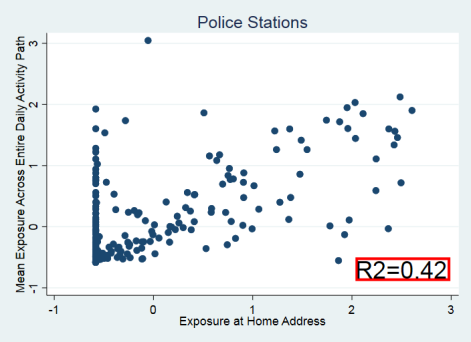 Police Stations
Mean Exposure Across Entire Daily Activity Path
3
2
1
0
-1
-1
0
1
2
3
Exposure at Home Address
R2=0.42